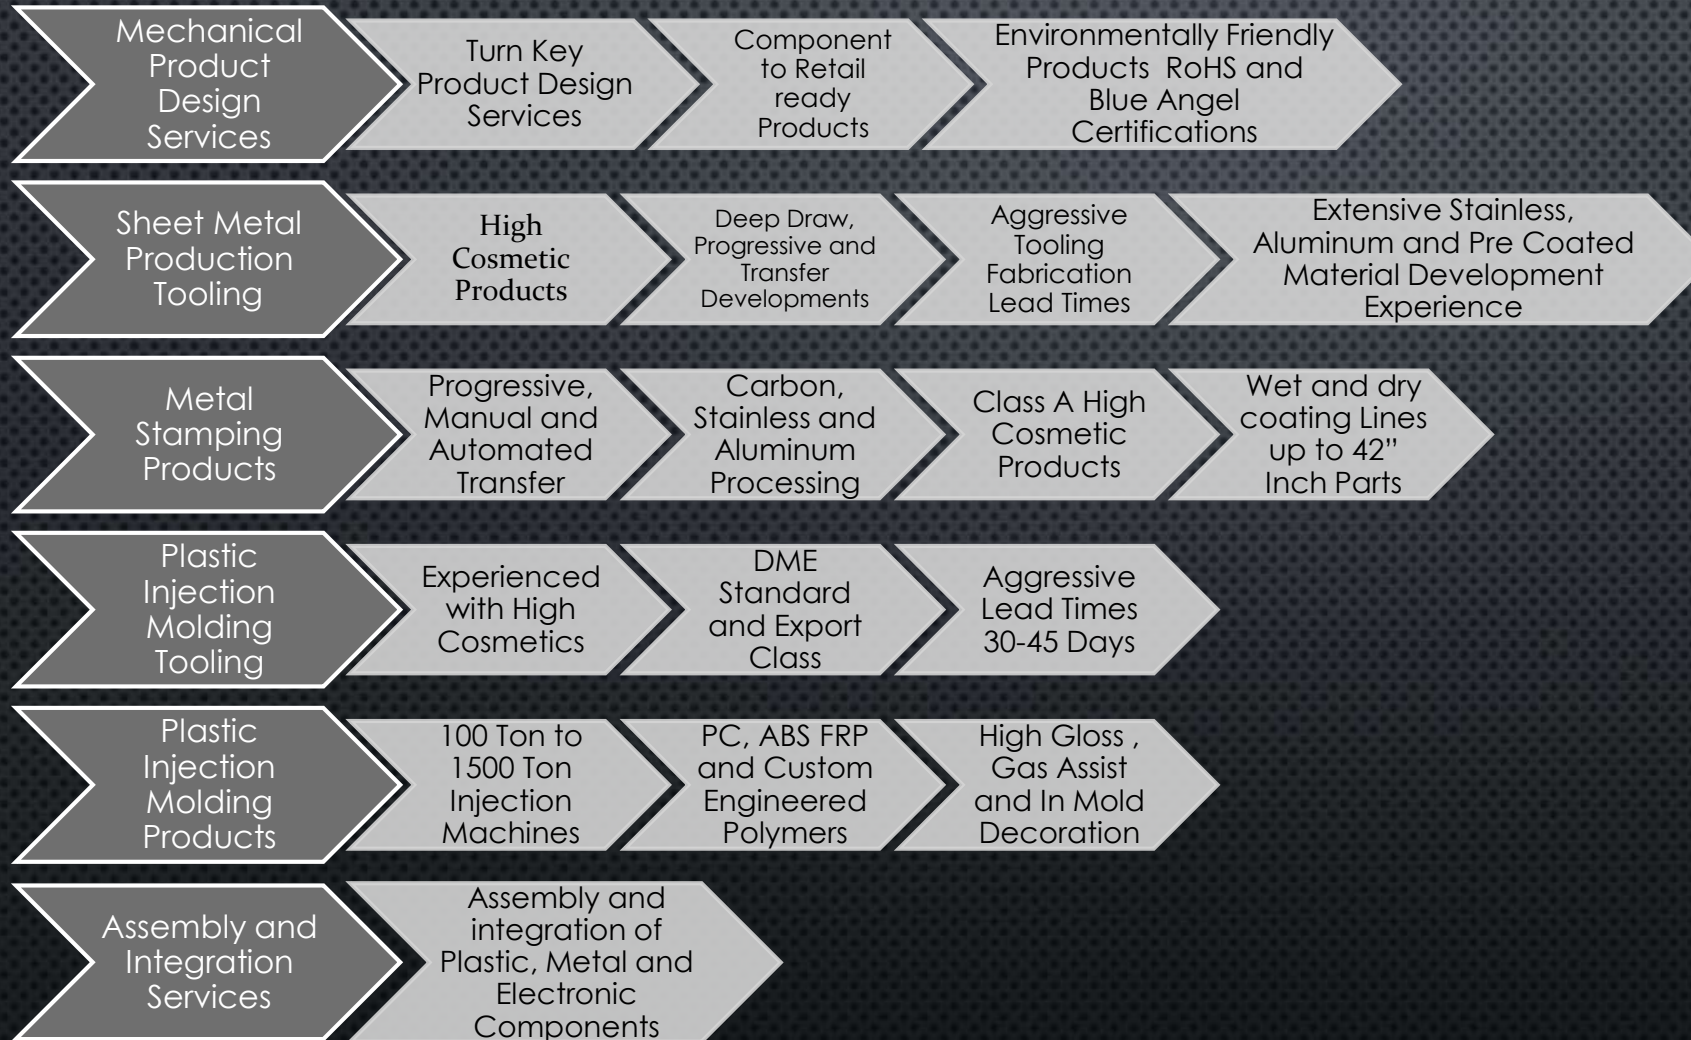 Mechanical
Product
Design
Services
Turn Key
Product Design
Services
Component
to Retail
ready
Products
Environmentally Friendly
Products RoHS and
Blue Angel
Certifications
Sheet Metal
Production
Tooling
High
Cosmetic
Products
Deep Draw,
Progressive and
Transfer
Developments
Aggressive
Tooling
Fabrication
Lead Times
Extensive Stainless,
Aluminum and Pre Coated
Material Development
Experience
Metal
Stamping
Products
Progressive,
Manual and
Automated
Transfer
Carbon,
Stainless and
Aluminum
Processing
Class A High
Cosmetic
Products
Wet and dry
coating Lines
up to 42”
Inch Parts
Plastic
Injection
Molding
Tooling
Experienced
with High
Cosmetics
DME
Standard
and Export
Class
Aggressive
Lead Times
30-45 Days
Plastic
Injection
Molding
Products
100 Ton to
1500 Ton
Injection
Machines
PC, ABS FRP
and Custom
Engineered
Polymers
High Gloss ,
Gas Assist
and In Mold
Decoration
Assembly and
Integration
Services
Assembly and
integration of
Plastic, Metal and
Electronic
Components